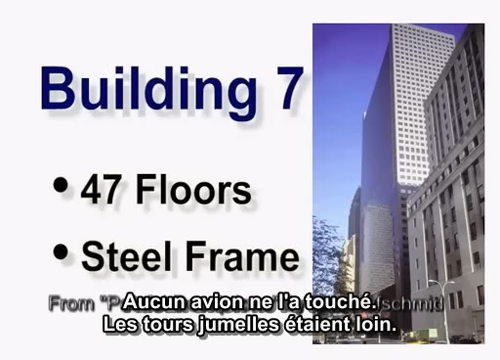 Building 7
• 47 Floors
• Steel Frame
From
Aucun avion ne l'a touché.
Les tours jumelles étaient loin.